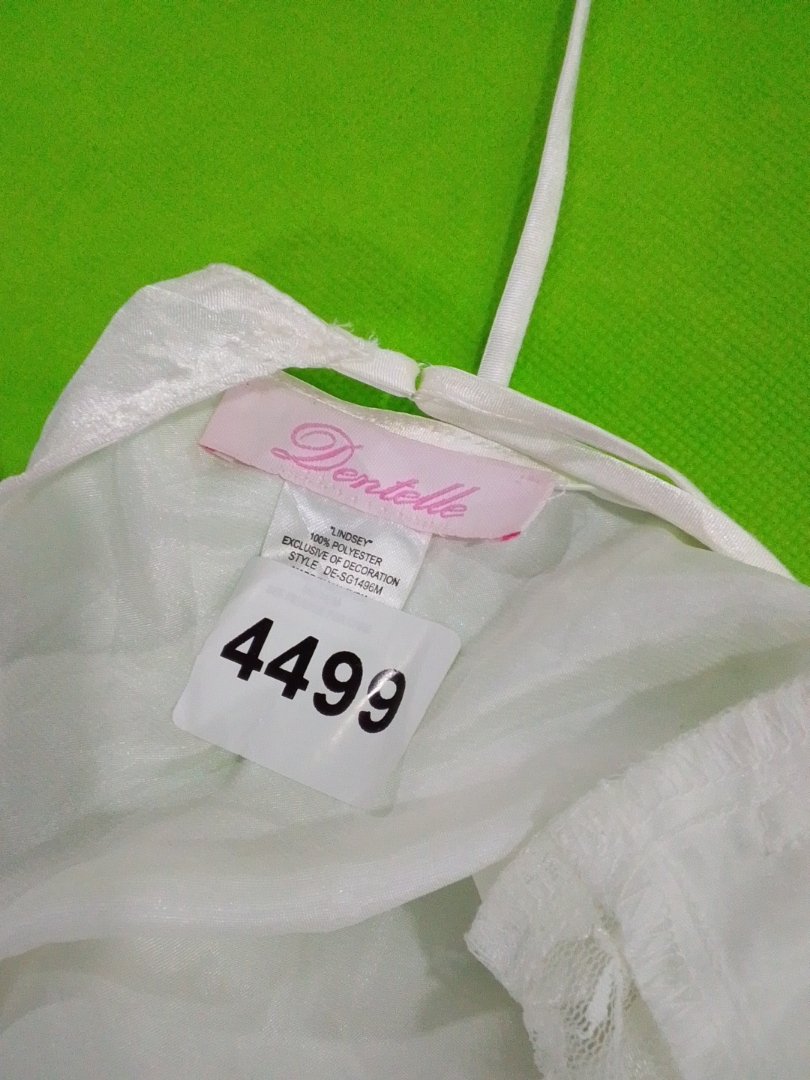 Dentelle
"LINDSEY"
100% POLYESTER
EXCLUSIVE OF DECORATION
STYLE DE-SG1496M
4499